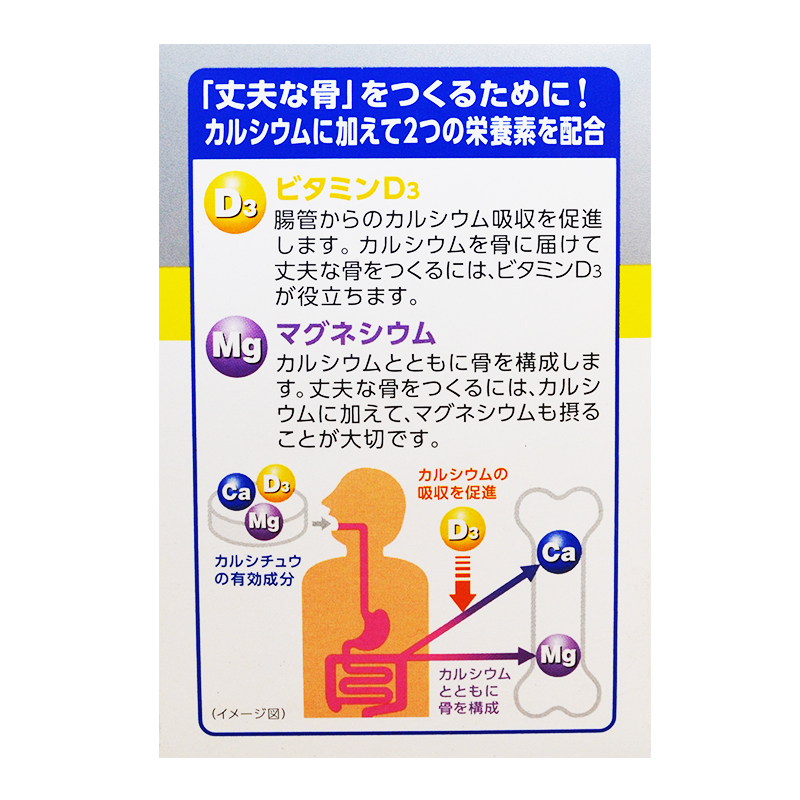 「丈夫な骨」をつくるために!
カルシウムに加えて2つの栄養素を配合
D3
ビタミンD3
腸管からのカルシウム吸収を促進
します。カルシウムを骨に届けて
丈夫な骨をつくるには、ビタミンD3
が役立ちます。
Mg
マグネシウム
カルシウムとともに骨を構成しま
す。丈夫な骨をつくるには、カルシ
ウムに加えて、マグネシウムも摂る
ことが大切です。
Ca
D3
Mg
カルシチュウ
の有効成分
カルシウムの
吸収を促進
D3
Ca
Mg
カルシウム
とともに
骨を構成
(イメージ図)